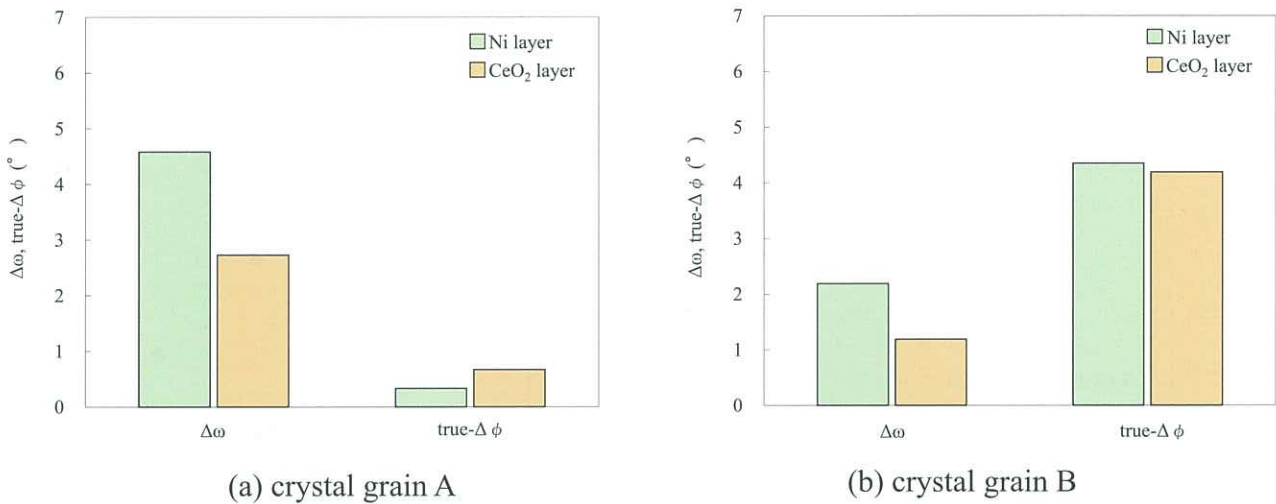 7
6
5
4
3
2
1
0
Δω, true-Δ φ (°)
Ni layer
CeO₂ layer
Δω
true-Δ φ
(a) crystal grain A
7
6
5
4
3
2
1
0
Δω, true-Δ φ (°)
Ni layer
CeO₂ layer
Δω
true-Δ φ
(b) crystal grain B